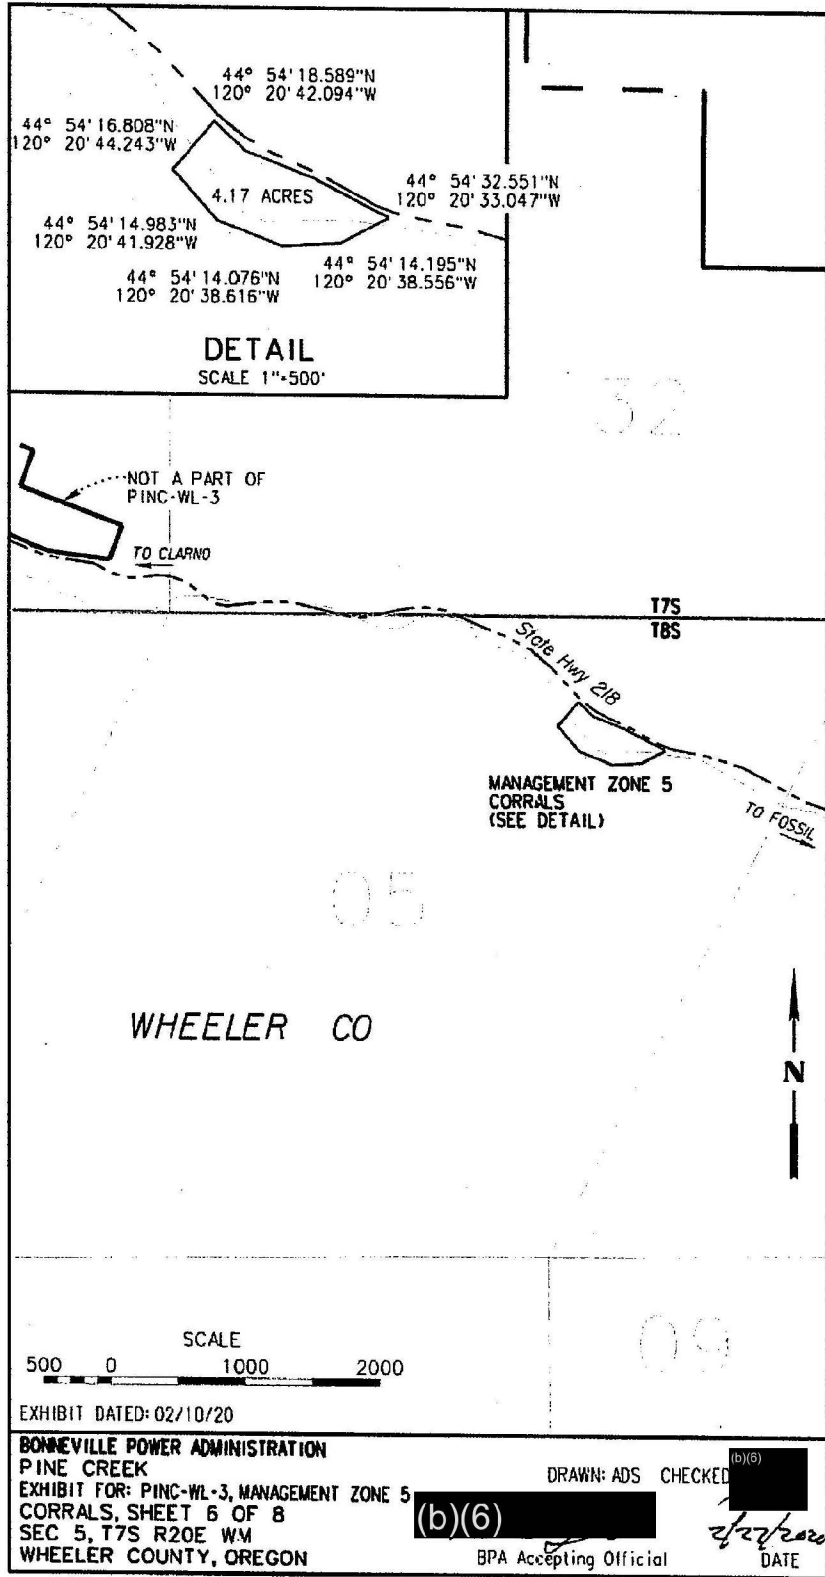 44° 54' 18.589"N
120° 20' 42.094"W
44° 54' 16.808"N
120° 20' 44.243"W
44° 54' 32.551"N
120° 20' 33.047"W
4.17 ACRES
44° 54' 14.983"N
120° 20' 41.928"W
44° 54' 14.076"N
120° 20' 38.616"W
44° 54' 14.195"N
120° 20' 38.556"W
DETAIL
SCALE 1"=500'
32
NOT A PART OF
PINC-WL-3
TO CLARNO
T7S
T8S
State Hwy 218
MANAGEMENT ZONE 5
CORRALS
(SEE DETAIL)
TO FOSSIL
05
WHEELER CO
N
09
SCALE
500 0 1000 2000
EXHIBIT DATED: 02/10/20
BONNEVILLE POWER ADMINISTRATION
PINE CREEK
EXHIBIT FOR: PINC-WL-3, MANAGEMENT ZONE 5
CORRALS, SHEET 6 OF 8
SEC 5, T7S R20E WM
WHEELER COUNTY, OREGON
DRAWN: ADS CHECKED
(b)(6)
(b)(6)
BPA Accepting Official
DATE